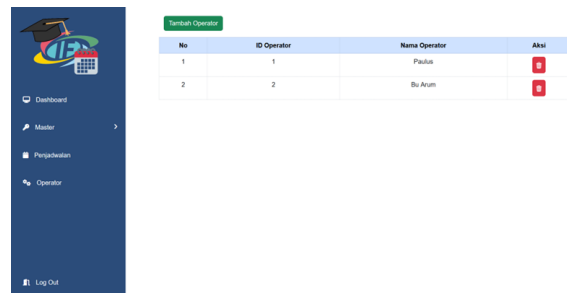 CIE
Dashboard
Master
Penjadwalan
Operator
Log Out
Tambah Operator
No ID Operator Nama Operator Aksi
1 1 Paulus
2 2 Bu Arum